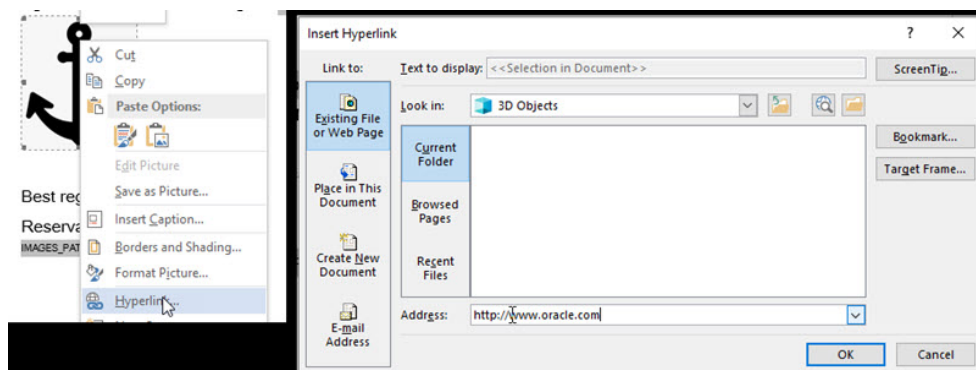 Cut
Copy
Paste Options:
Edit Picture
Save as Picture...
Insert Caption...
Borders and Shading...
Format Picture...
Hyperlink...
Best reg
Reserva
IMAGES_PAT
Insert Hyperlink
? X
Link to:
Text to display: <<Selection in Document>>
ScreenTip...
Existing File
or Web Page
Look in: 3D Objects
Bookmark...
Target Frame...
Place in This
Document
Create New
Document
E-mail
Address
Current
Folder
Browsed
Pages
Recent
Files
Address: http://www.oracle.com
OK Cancel